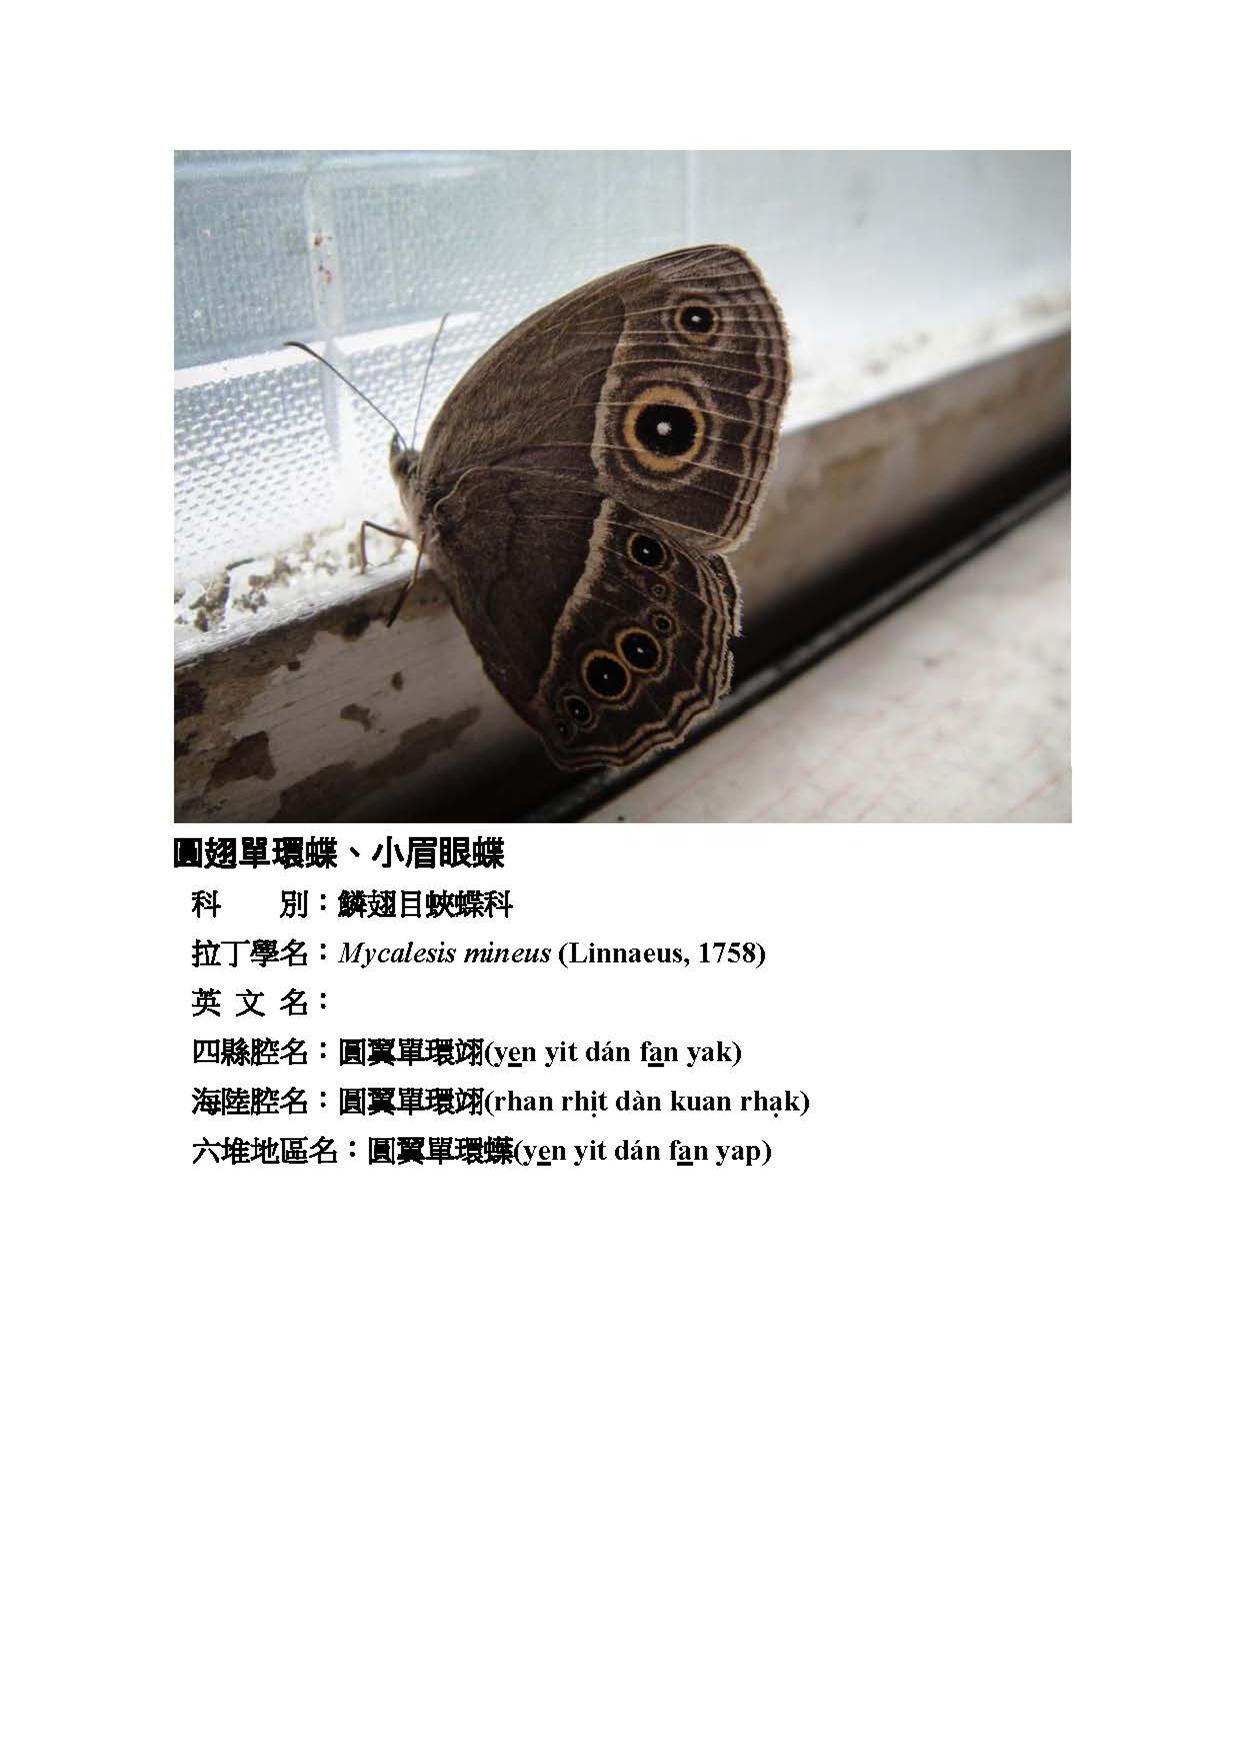 圓翅單環蝶、小眉眼蝶
科　　別：鱗翅目蛺蝶科
拉丁學名：Mycalesis mineus (Linnaeus, 1758)
英 文 名：
四縣腔名：圓翼單環翊(ye̲n yit dán fa̲n yak)
海陸腔名：圓翼單環翊(rhan rhịt dàn kuan rhạk)
六堆地區名：圓翼單環蠂(ye̲n yit dán fa̲n yap)